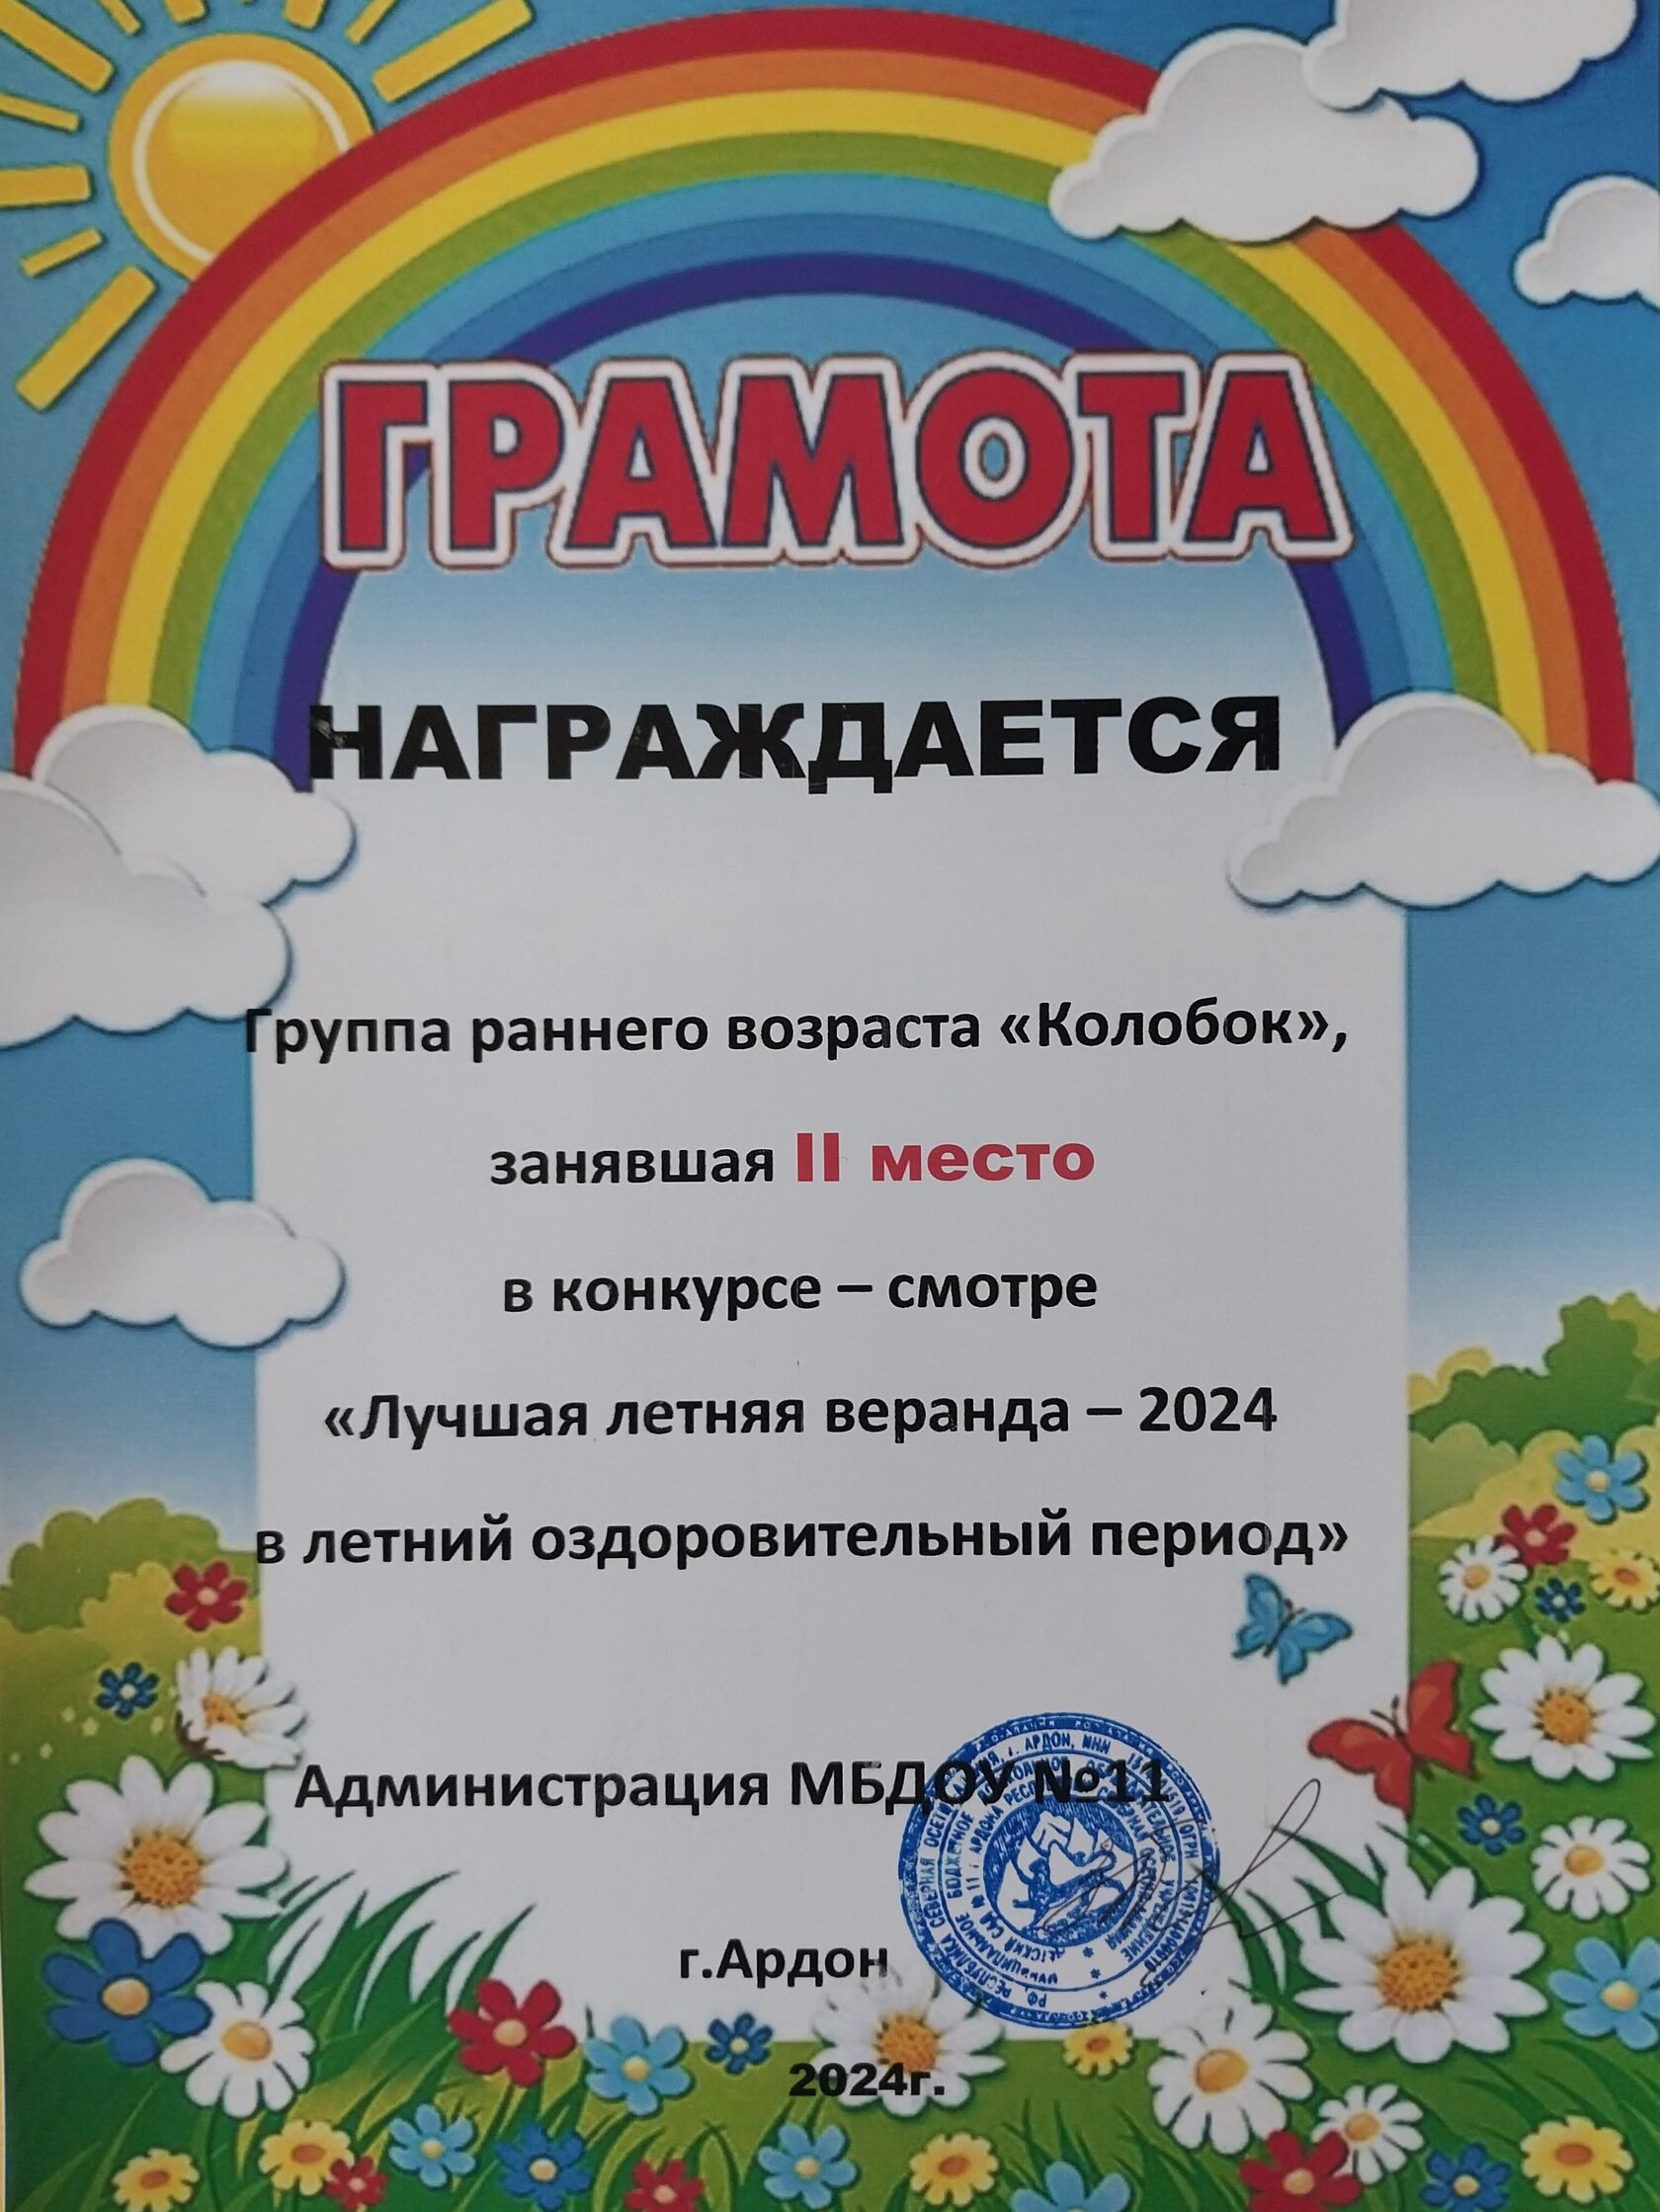 ГРАМОТА
НАГРАЖДАЕТСЯ
Группа раннего возраста «Колобок»,
занявшая II место
в конкурсе – смотре
«Лучшая летняя веранда – 2024
в летний оздоровительный период»
Администрация МБДОУ №11
г.Ардон
2024г.